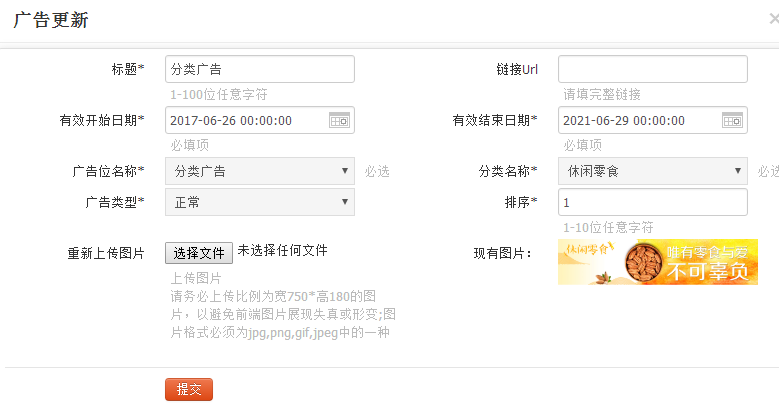 广告更新
×
标题* 分类广告 链接Url
1-100位任意字符 请填完整链接
有效开始日期* 2017-06-26 00:00:00 有效结束日期* 2021-06-29 00:00:00
必填项 必填项
广告位名称* 分类广告 必选 分类名称* 休闲零食 必选
广告类型* 正常 排序* 1
1-10位任意字符
重新上传图片 选择文件 未选择任何文件 现有图片：
休闲零食
唯有零食与爱
不可辜负
上传图片
请务必上传比例为宽750*高180的图
片，以避免前端图片展现失真或形变;图
片格式必须为jpg,png,gif,jpeg中的一种
提交